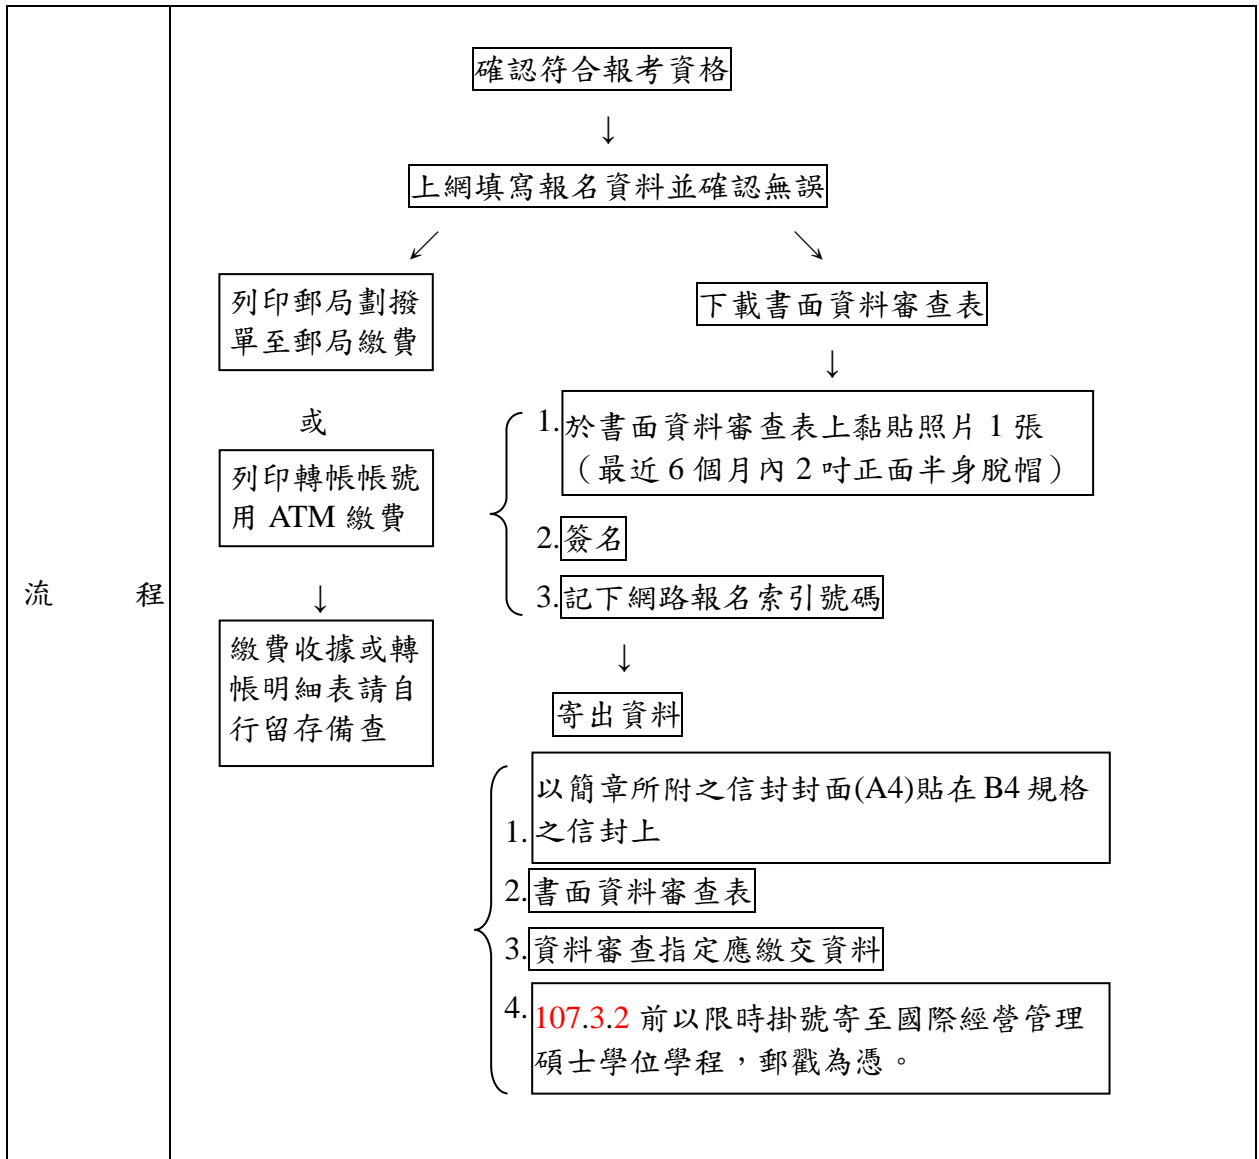 流 程
確認符合報考資格
↓
上網填寫報名資料並確認無誤
↙ ↘
列印郵局劃撥
單至郵局繳費
或
列印轉帳帳號
用 ATM 繳費
↓
繳費收據或轉
帳明細表請自
行留存備查
下載書面資料審查表
↓
1.於書面資料審查表上黏貼照片 1 張
（最近 6 個月內 2 吋正面半身脫帽）
2.簽名
3.記下網路報名索引號碼
↓
寄出資料
以簡章所附之信封封面(A4)貼在 B4 規格
1.之信封上
2.書面資料審查表
3.資料審查指定應繳交資料
4.107.3.2 前以限時掛號寄至國際經營管理
碩士學位學程，郵戳為憑。